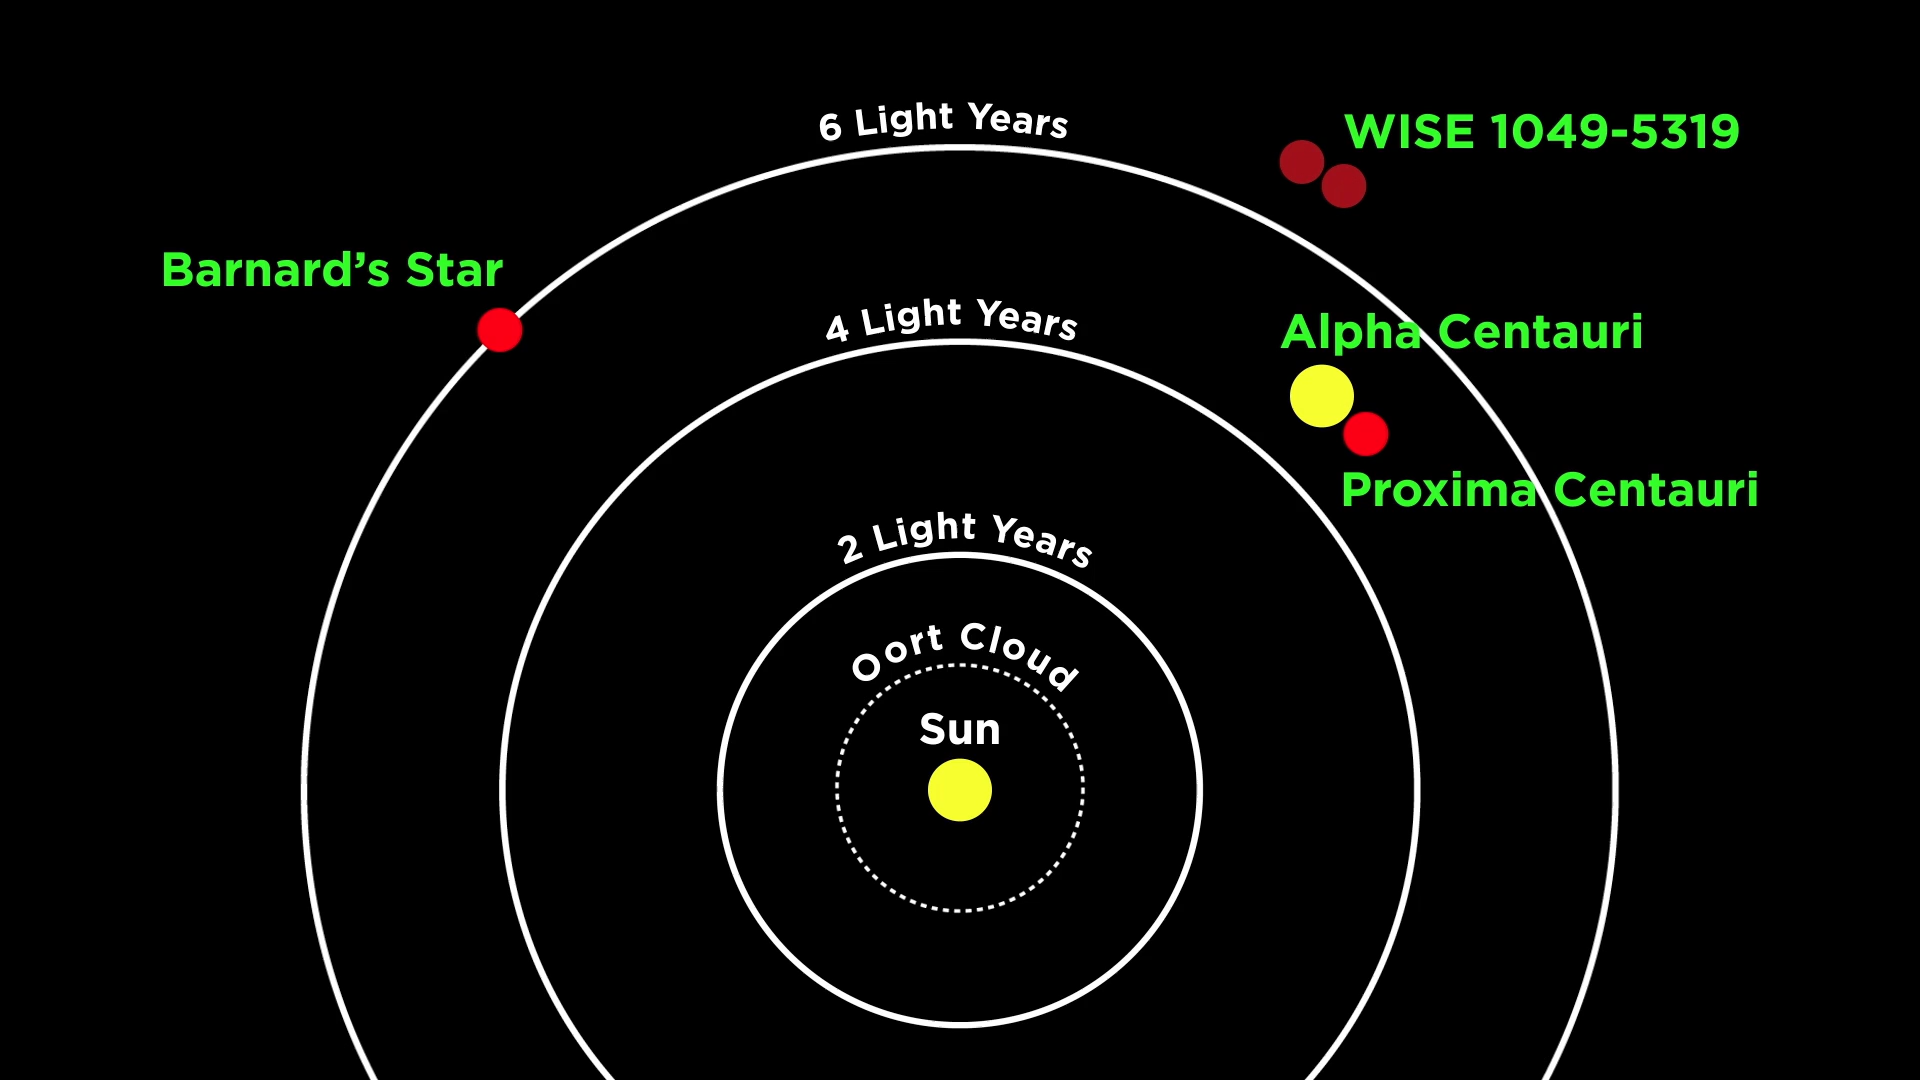 6 Light Years
WISE 1049-5319
Barnard’s Star
4 Light Years
Alpha Centauri
Proxima Centauri
2 Light Years
Oort Cloud
Sun